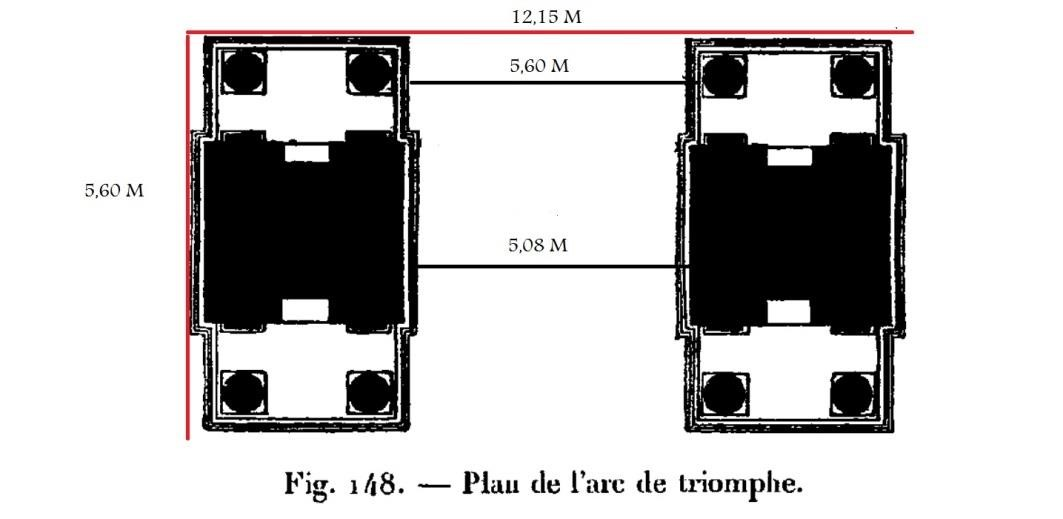 12,15 M
5,60 M
5,60 M
5,08 M
Fig. 148. — Plan de l'arc de triomphe.